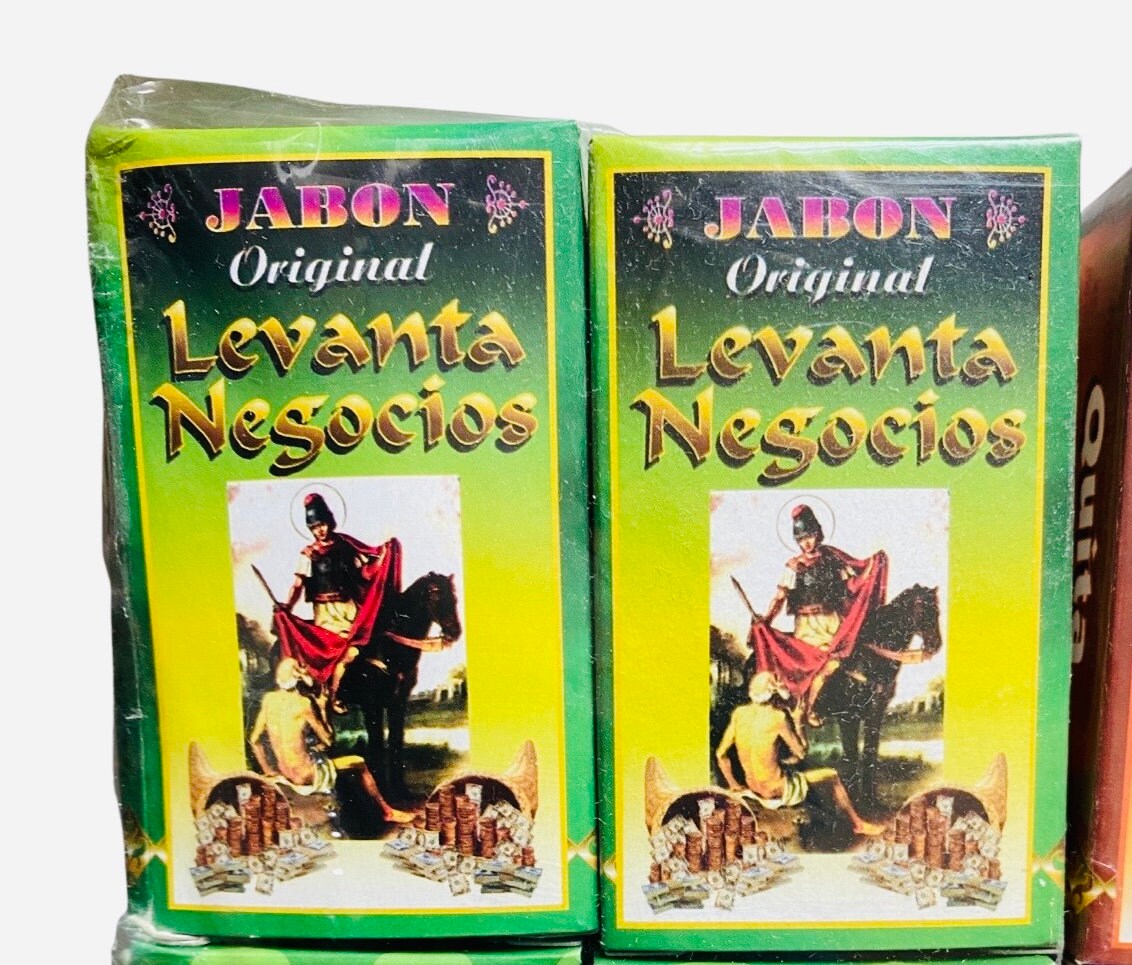 JABON
Original
Levanta
Negocios
JABON
Original
Levanta
Negocios
Quita